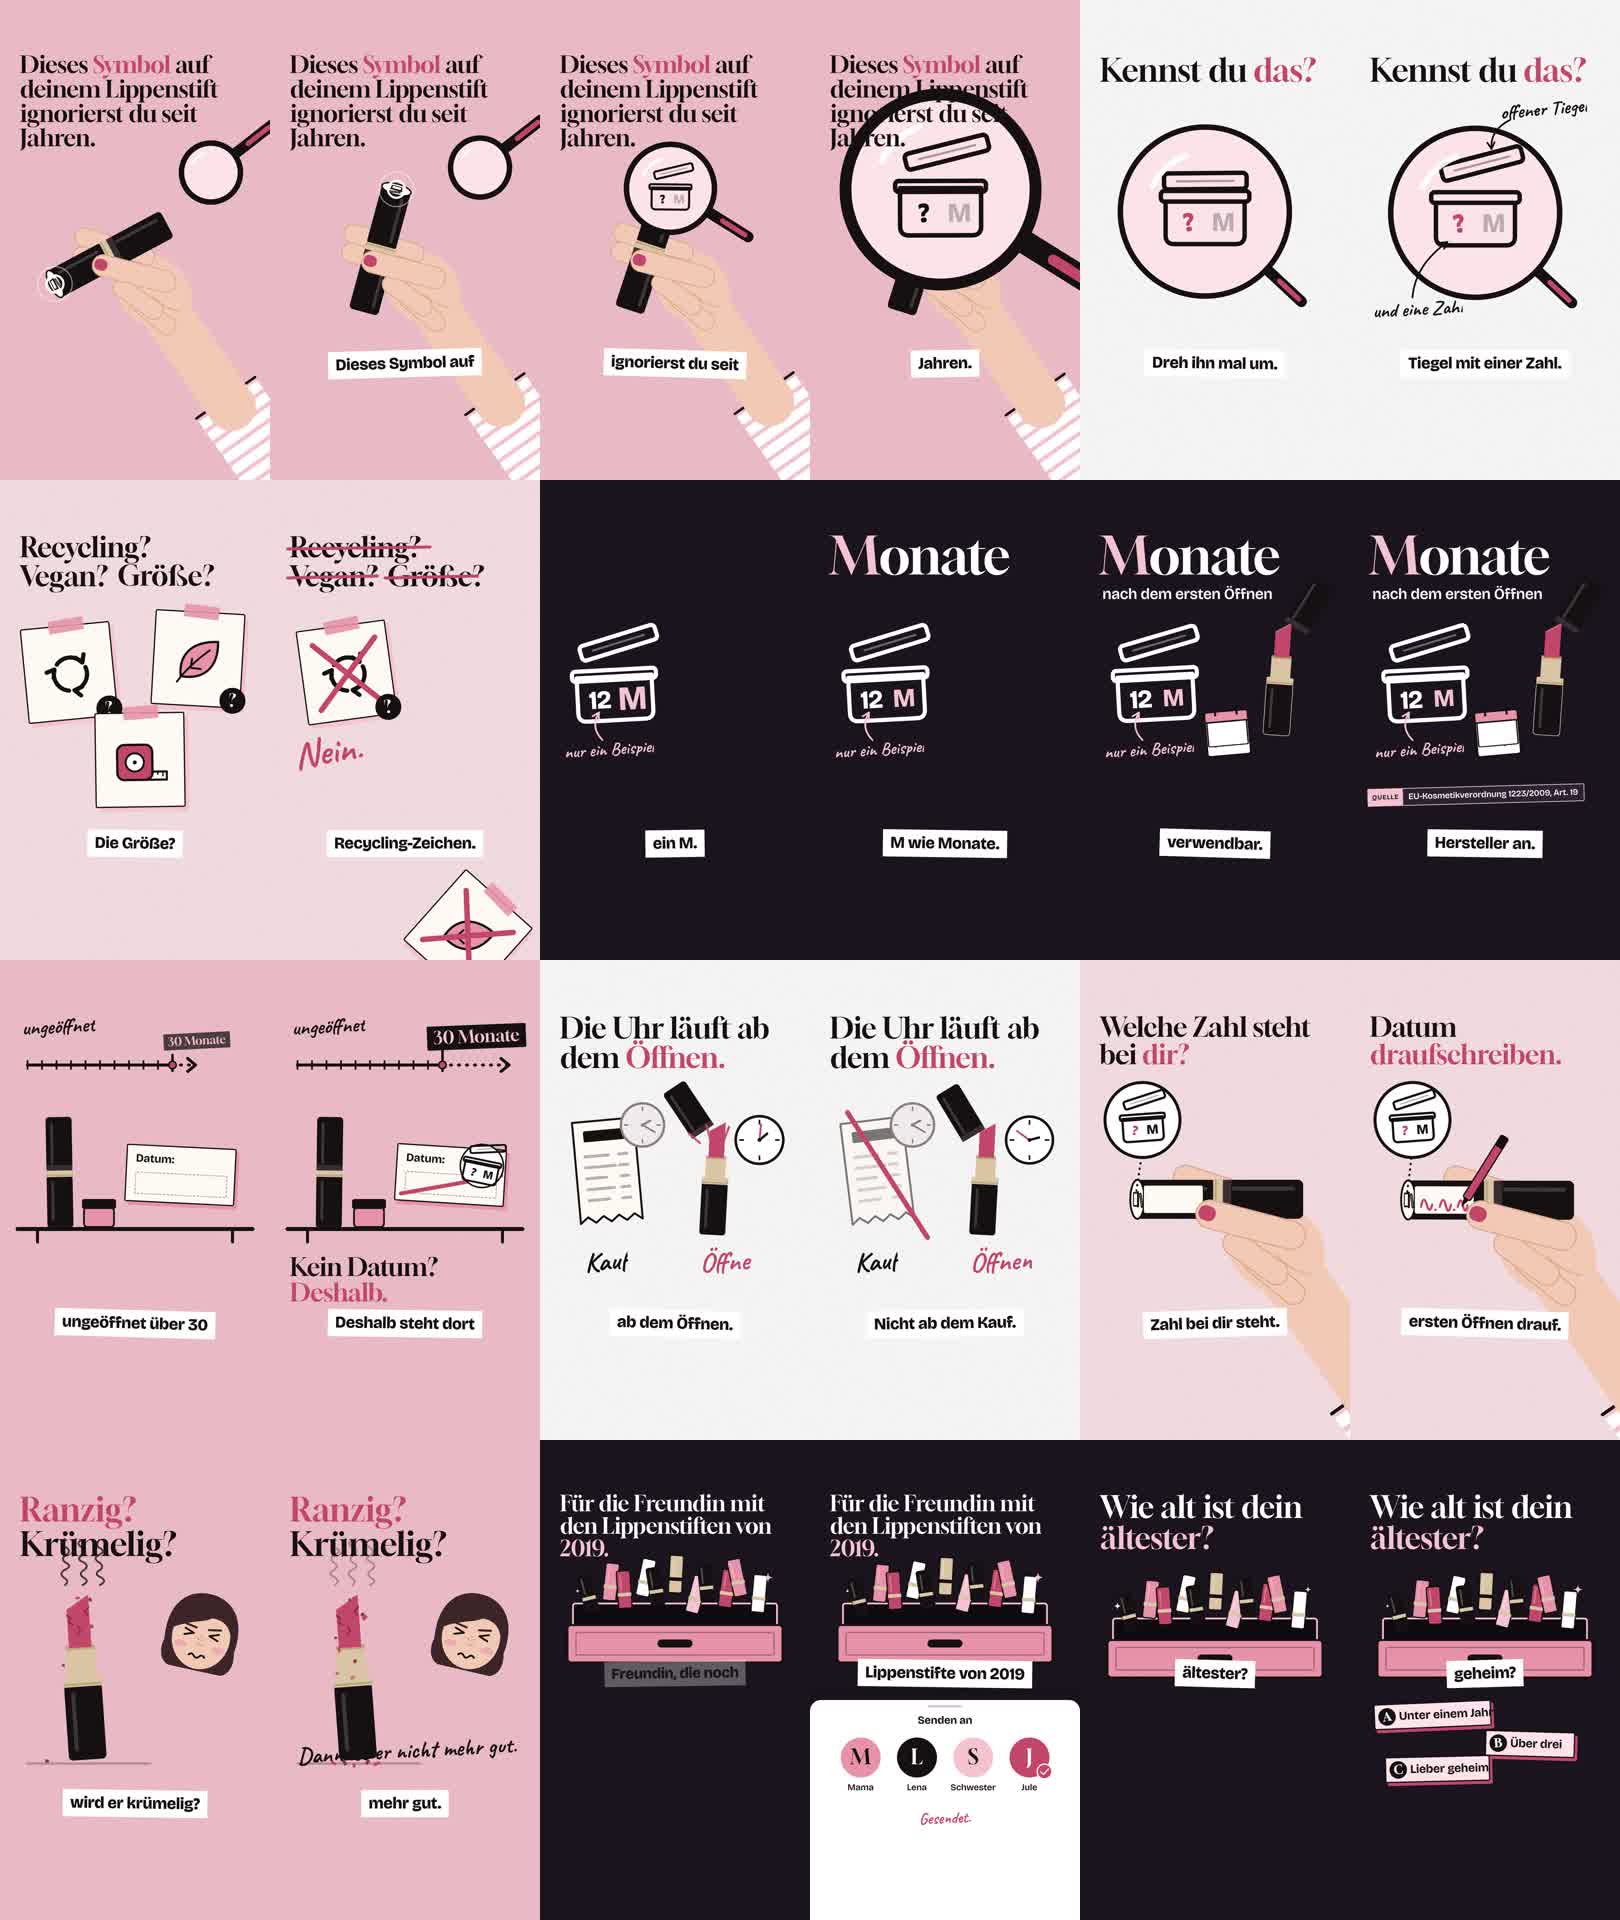 Dieses Symbol auf
deinem Lippenstift
ignorierst du seit
Jahren.
Dieses Symbol auf
deinem Lippenstift
ignorierst du seit
Jahren.
Dieses Symbol auf
Dieses Symbol auf
deinem Lippenstift
ignorierst du seit
Jahren.
? M
ignorierst du seit
Dieses Symbol auf
deinem Lippenstift
ignorierst du seit
Jahren.
? M
Jahren.
Kennst du das?
? M
Dreh ihn mal um.
Kennst du das?
offener Tiegel
? M
und eine Zahl
Tiegel mit einer Zahl.
Recycling?
Vegan? Größe?
?
?
Die Größe?
Recycling?
Vegan? Größe?
?
Nein.
Recycling-Zeichen.
12 M
nur ein Beispiel
ein M.
Monate
12 M
nur ein Beispiel
M wie Monate.
Monate
nach dem ersten Öffnen
12 M
nur ein Beispiel
verwendbar.
Monate
nach dem ersten Öffnen
12 M
nur ein Beispiel
QUELLE EU-Kosmetikverordnung 1223/2009, Art. 19
Hersteller an.
ungeöffnet
30 Monate
Datum:
ungeöffnet über 30
ungeöffnet
30 Monate
Datum:
? M
Kein Datum?
Deshalb.
Deshalb steht dort
Die Uhr läuft ab
dem Öffnen.
Kauf
Öffne
ab dem Öffnen.
Die Uhr läuft ab
dem Öffnen.
Kauf
Öffnen
Nicht ab dem Kauf.
Welche Zahl steht
bei dir?
? M
Zahl bei dir steht.
Datum
draufschreiben.
? M
ersten Öffnen drauf.
Ranzig?
Krümelig?
wird er krümelig?
Ranzig?
Krümelig?
nicht mehr gut.
mehr gut.
Für die Freundin mit
den Lippenstiften von
2019.
Freundin, die noch
Für die Freundin mit
den Lippenstiften von
2019.
Lippenstifte von 2019
Senden an
M L S J
Mama Lena Schwester Jule
Gesendet.
Wie alt ist dein
ältester?
ältester?
Wie alt ist dein
ältester?
geheim?
A Unter einem Jahr
B Über drei
C Lieber geheim